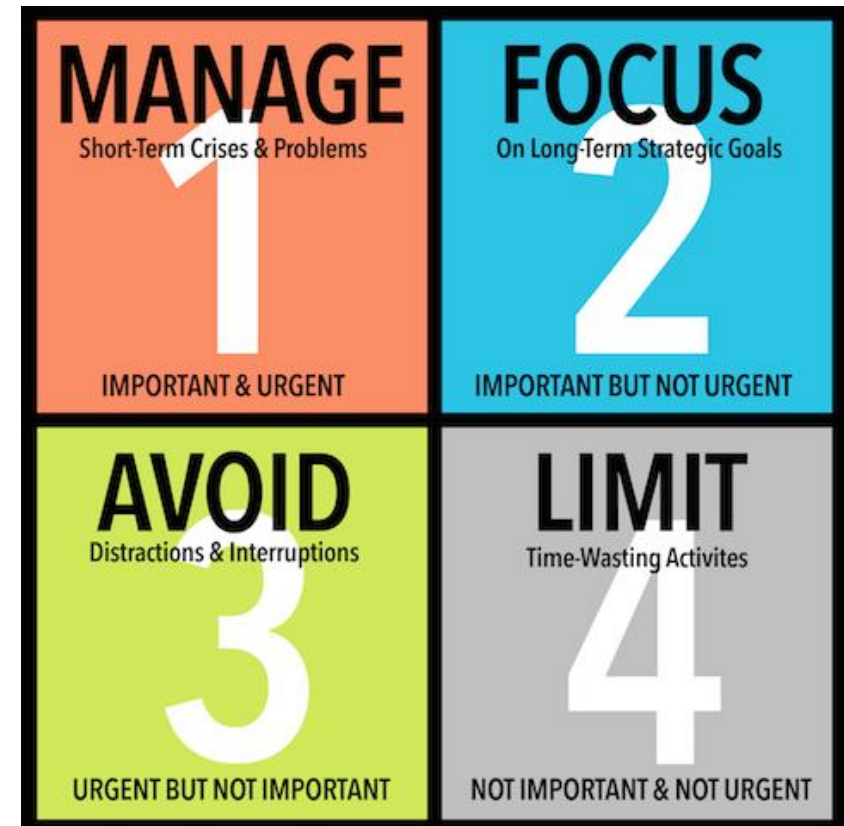 MANAGE
Short-Term Crises & Problems
1
IMPORTANT & URGENT
FOCUS
On Long-Term Strategic Goals
2
IMPORTANT BUT NOT URGENT
AVOID
Distractions & Interruptions
3
URGENT BUT NOT IMPORTANT
LIMIT
Time-Wasting Activites
4
NOT IMPORTANT & NOT URGENT